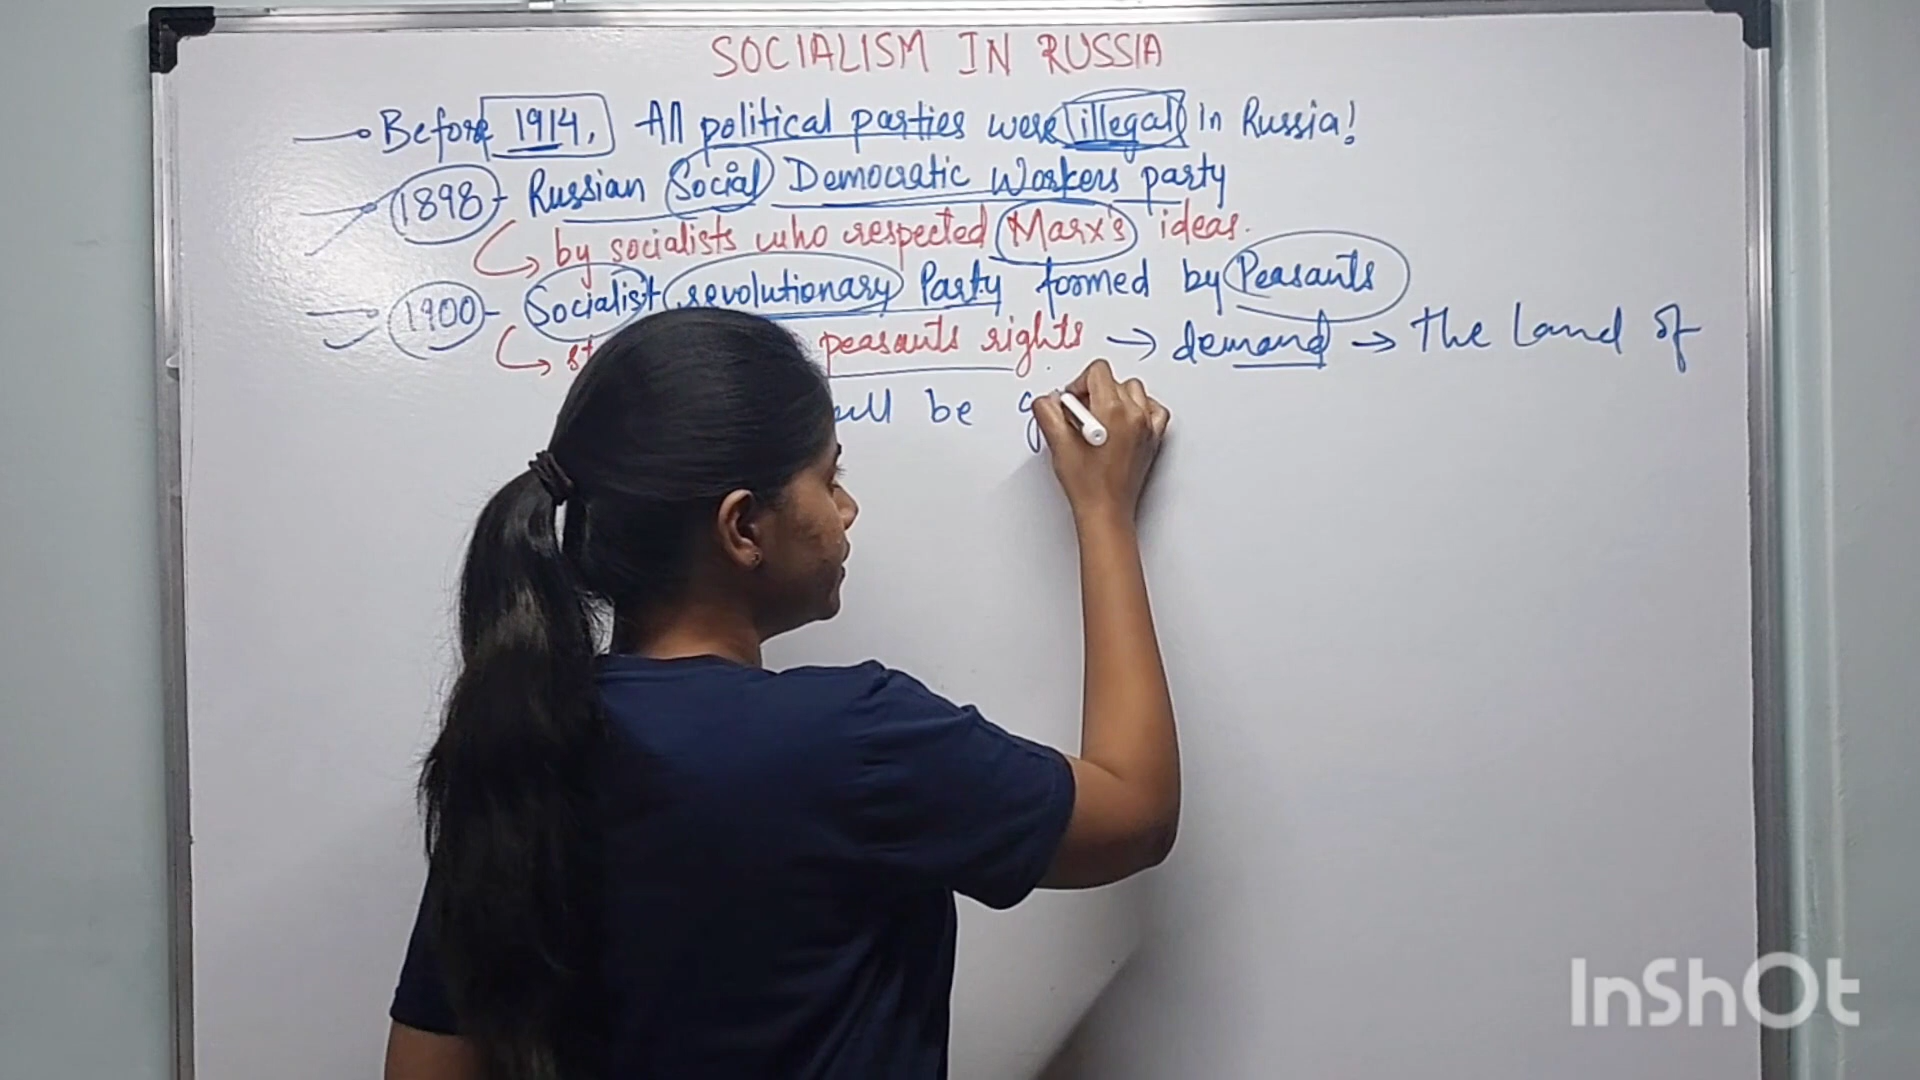 SOCIALISM IN RUSSIA
Before 1914, All political parties were illegal in Russia!
1898 - Russian Social Democratic Workers party
by socialists who respected Marx's ideas.
1900 - Socialist revolutionary Party formed by Peasants
peasants rights → demand → the land of
be
InShOt